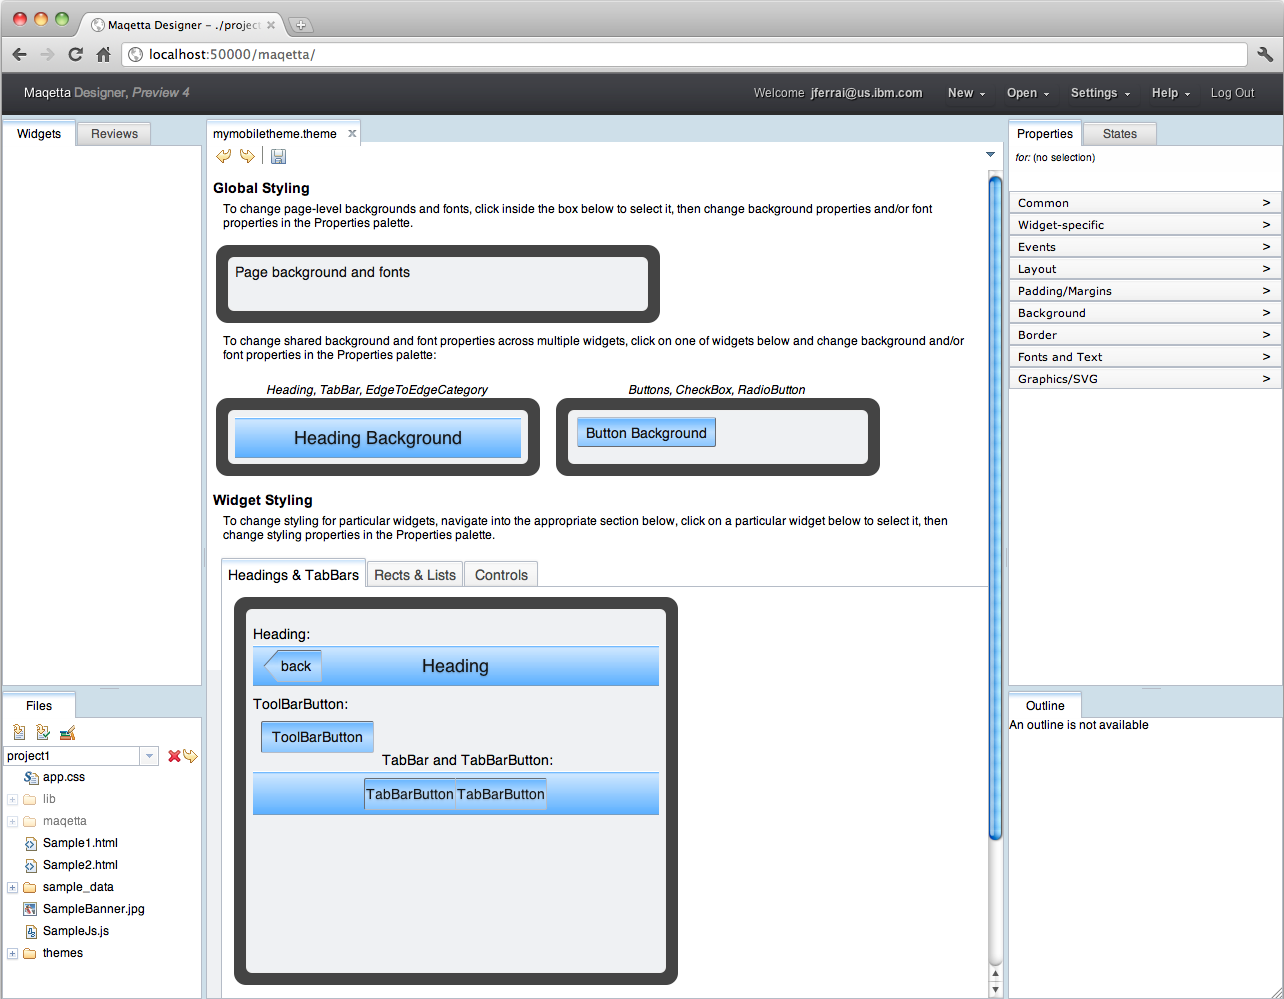 Maqetta Designer – ./project
localhost:50000/maqetta/
Maqetta Designer, Preview 4
Welcome jferrai@us.ibm.com New Open Settings Help Log Out
Widgets Reviews
mymobiletheme.theme
Global Styling
To change page-level backgrounds and fonts, click inside the box below to select it, then change background properties and/or font
properties in the Properties palette.
Page background and fonts
To change shared background and font properties across multiple widgets, click on one of widgets below and change background and/or
font properties in the Properties palette:
Heading, TabBar, EdgeToEdgeCategory
Buttons, CheckBox, RadioButton
Heading Background
Button Background
Widget Styling
To change styling for particular widgets, navigate into the appropriate section below, click on a particular widget below to select it, then
change styling properties in the Properties palette.
Headings & TabBars Rects & Lists Controls
Heading:
back
Heading
ToolBarButton:
ToolBarButton
TabBar and TabBarButton:
TabBarButton TabBarButton
Properties States
for: (no selection)
Common >
Widget-specific >
Events >
Layout >
Padding/Margins >
Background >
Border >
Fonts and Text >
Graphics/SVG >
Files
project1
app.css
lib
maqetta
Sample1.html
Sample2.html
sample_data
SampleBanner.jpg
SampleJs.js
themes
Outline
An outline is not available